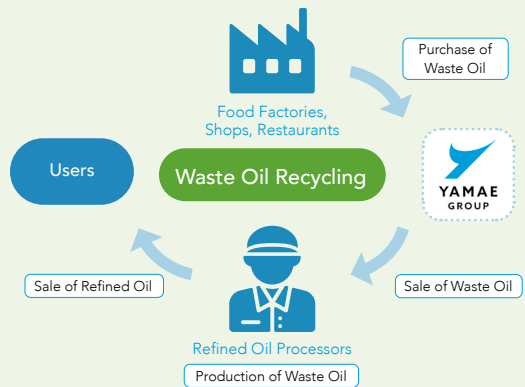 Purchase of
Waste Oil
Food Factories,
Shops, Restaurants
Users
Waste Oil Recycling
YAMAE
GROUP
Sale of Refined Oil
Sale of Waste Oil
Refined Oil Processors
Production of Waste Oil